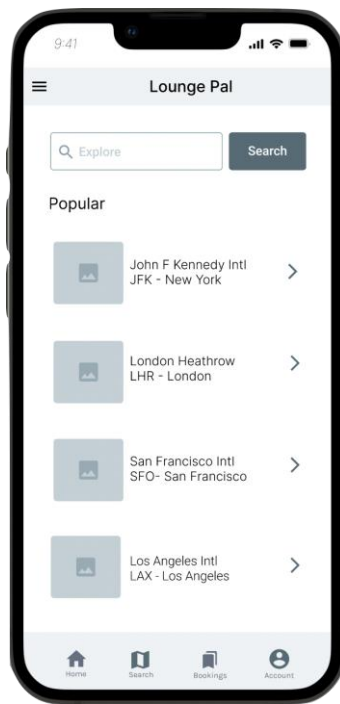 9:41
Lounge Pal
Explore
Search
Popular
John F Kennedy Intl
JFK - New York
London Heathrow
LHR - London
San Francisco Intl
SFO- San Francisco
Los Angeles Intl
LAX - Los Angeles
Home
Search
Bookings
Account